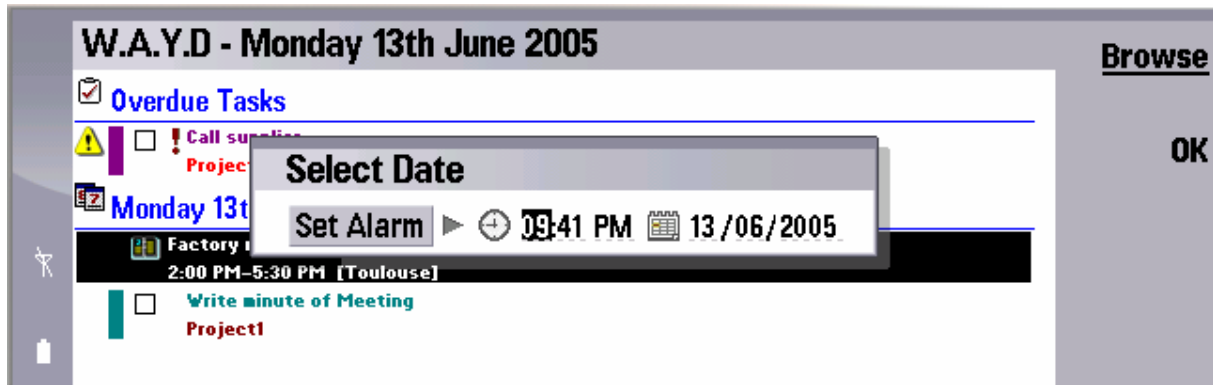 W.A.Y.D - Monday 13th June 2005
Browse
Overdue Tasks
Call
Project
OK
Select Date
Set Alarm 09:41 PM 13/06/2005
Monday 13t
Factory
2:00 PM-5:30 PM [Toulouse]
Write minute of Meeting
Project1